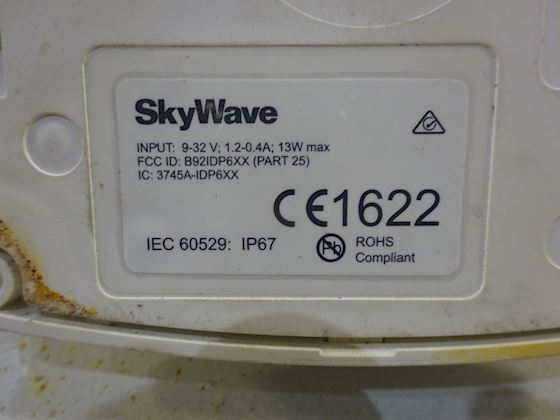 SkyWave
INPUT: 9-32 V; 1.2-0.4A; 13W max
FCC ID: B92IDP6XX (PART 25)
IC: 3745A-IDP6XX
CE1622
IEC 60529: IP67
Pb
ROHS
Compliant